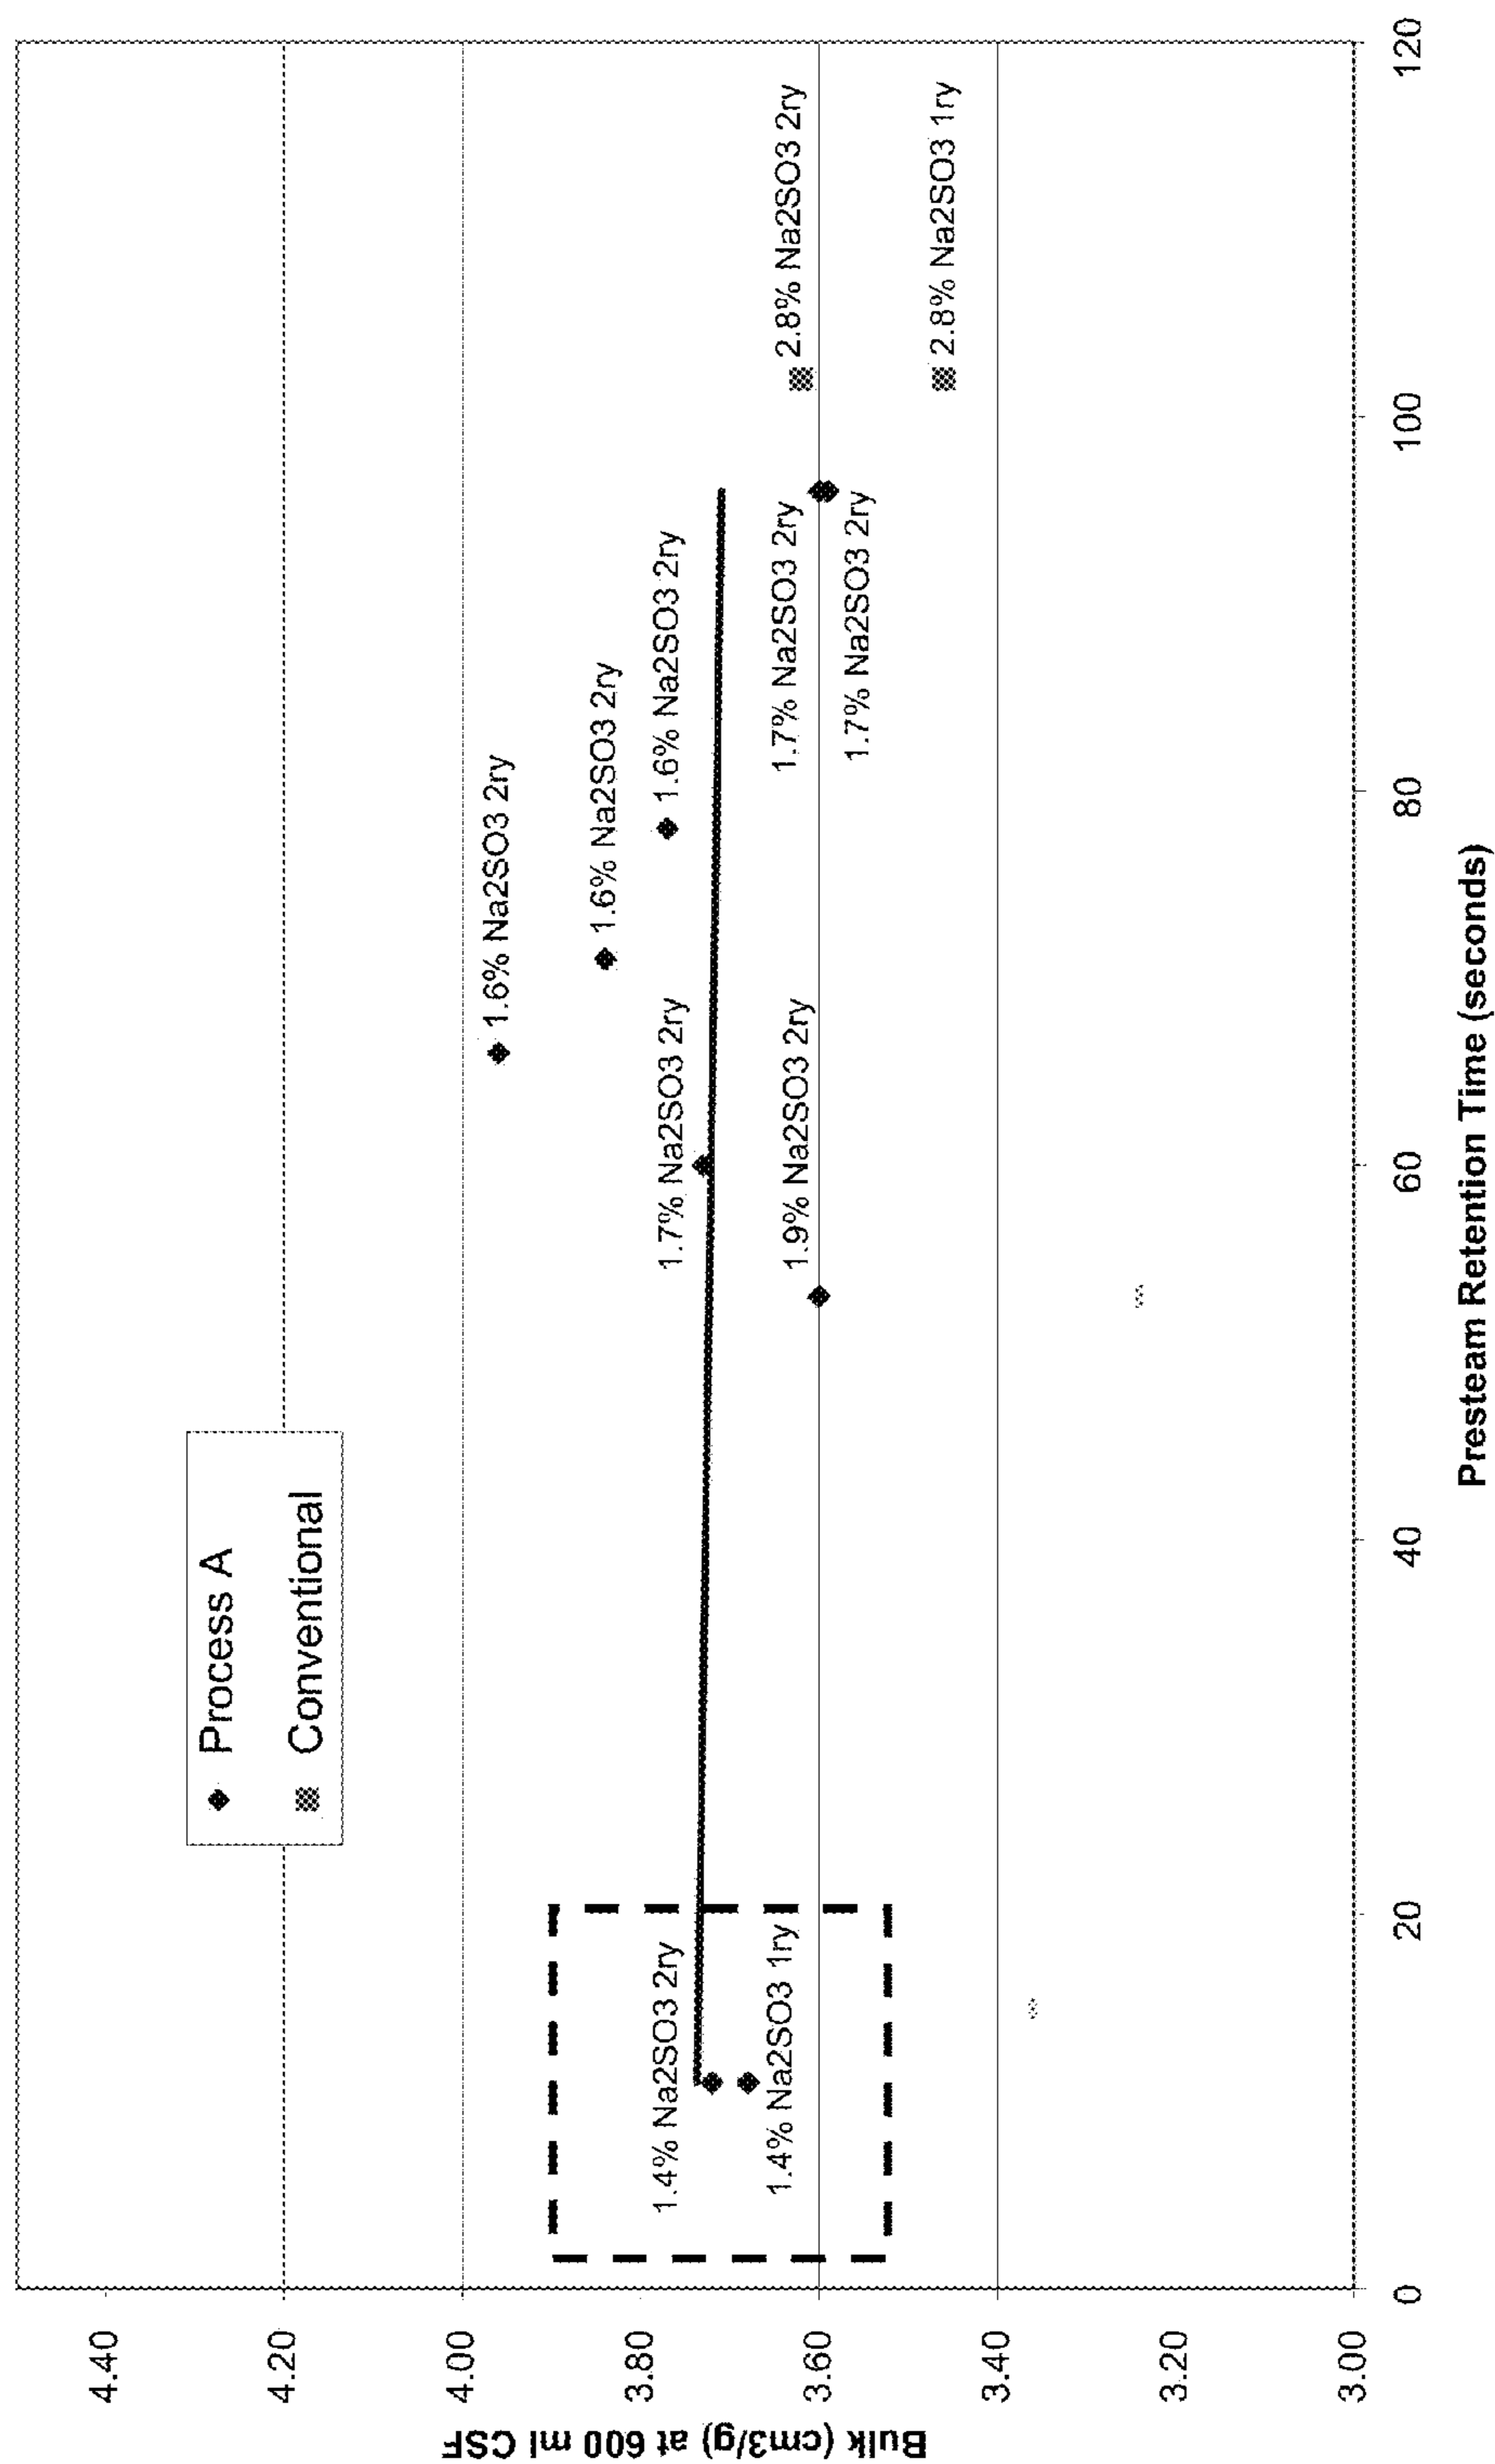 Process A
Conventional
4.40
4.20
4.00
3.80
3.60
3.40
3.20
3.00
Bulk (cm3/g) at 600 ml CSF
1.6% Na2SO3 2ry
1.6% Na2SO3 2ry
1.6% Na2SO3 2ry
1.7% Na2SO3 2ry
1.4% Na2SO3 2ry
1.4% Na2SO3 1ry
1.9% Na2SO3 2ry
1.7% Na2SO3 2ry
1.7% Na2SO3 2ry
2.8% Na2SO3 2ry
2.8% Na2SO3 1ry
0
20
40
60
80
100
120
Presteam Retention Time (seconds)